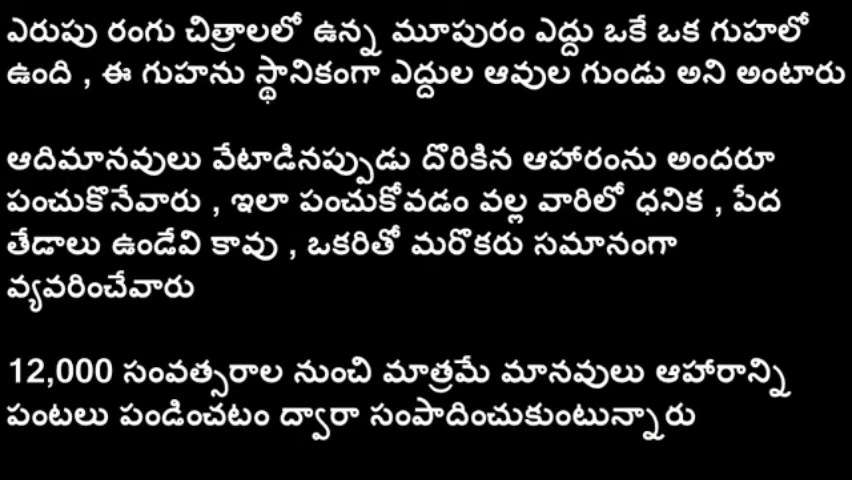 ఎరుపు రంగు చిత్రాలలో ఉన్న మూపురం ఎద్దు ఒకే ఒక గుహలో
ఉంది , ఈ గుహను స్థానికంగా ఎద్దుల ఆవుల గుండు అని అంటారు
ఆదిమానవులు వేటాడినప్పుడు దొరికిన ఆహారంను అందరూ
పంచుకొనేవారు , ఇలా పంచుకోవడం వల్ల వారిలో ధనిక , పేద
తేడాలు ఉండేవి కావు , ఒకరితో మరొకరు సమానంగా
వ్యవరించేవారు
12,000 సంవత్సరాల నుంచి మాత్రమే మానవులు ఆహారాన్ని
పంటలు పండించటం ద్వారా సంపాదించుకుంటున్నారు